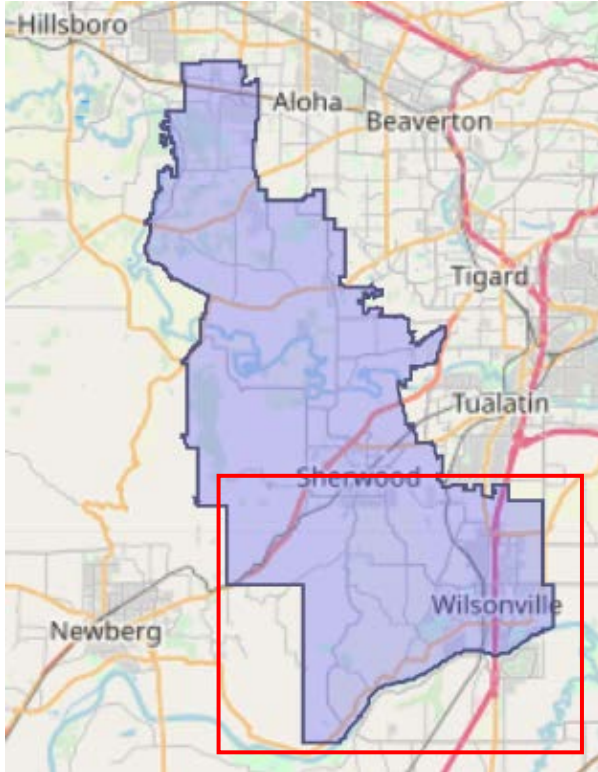 Hillsboro
Aloha
Beaverton
Tigard
Tualatin
Sherwood
Wilsonville
Newberg